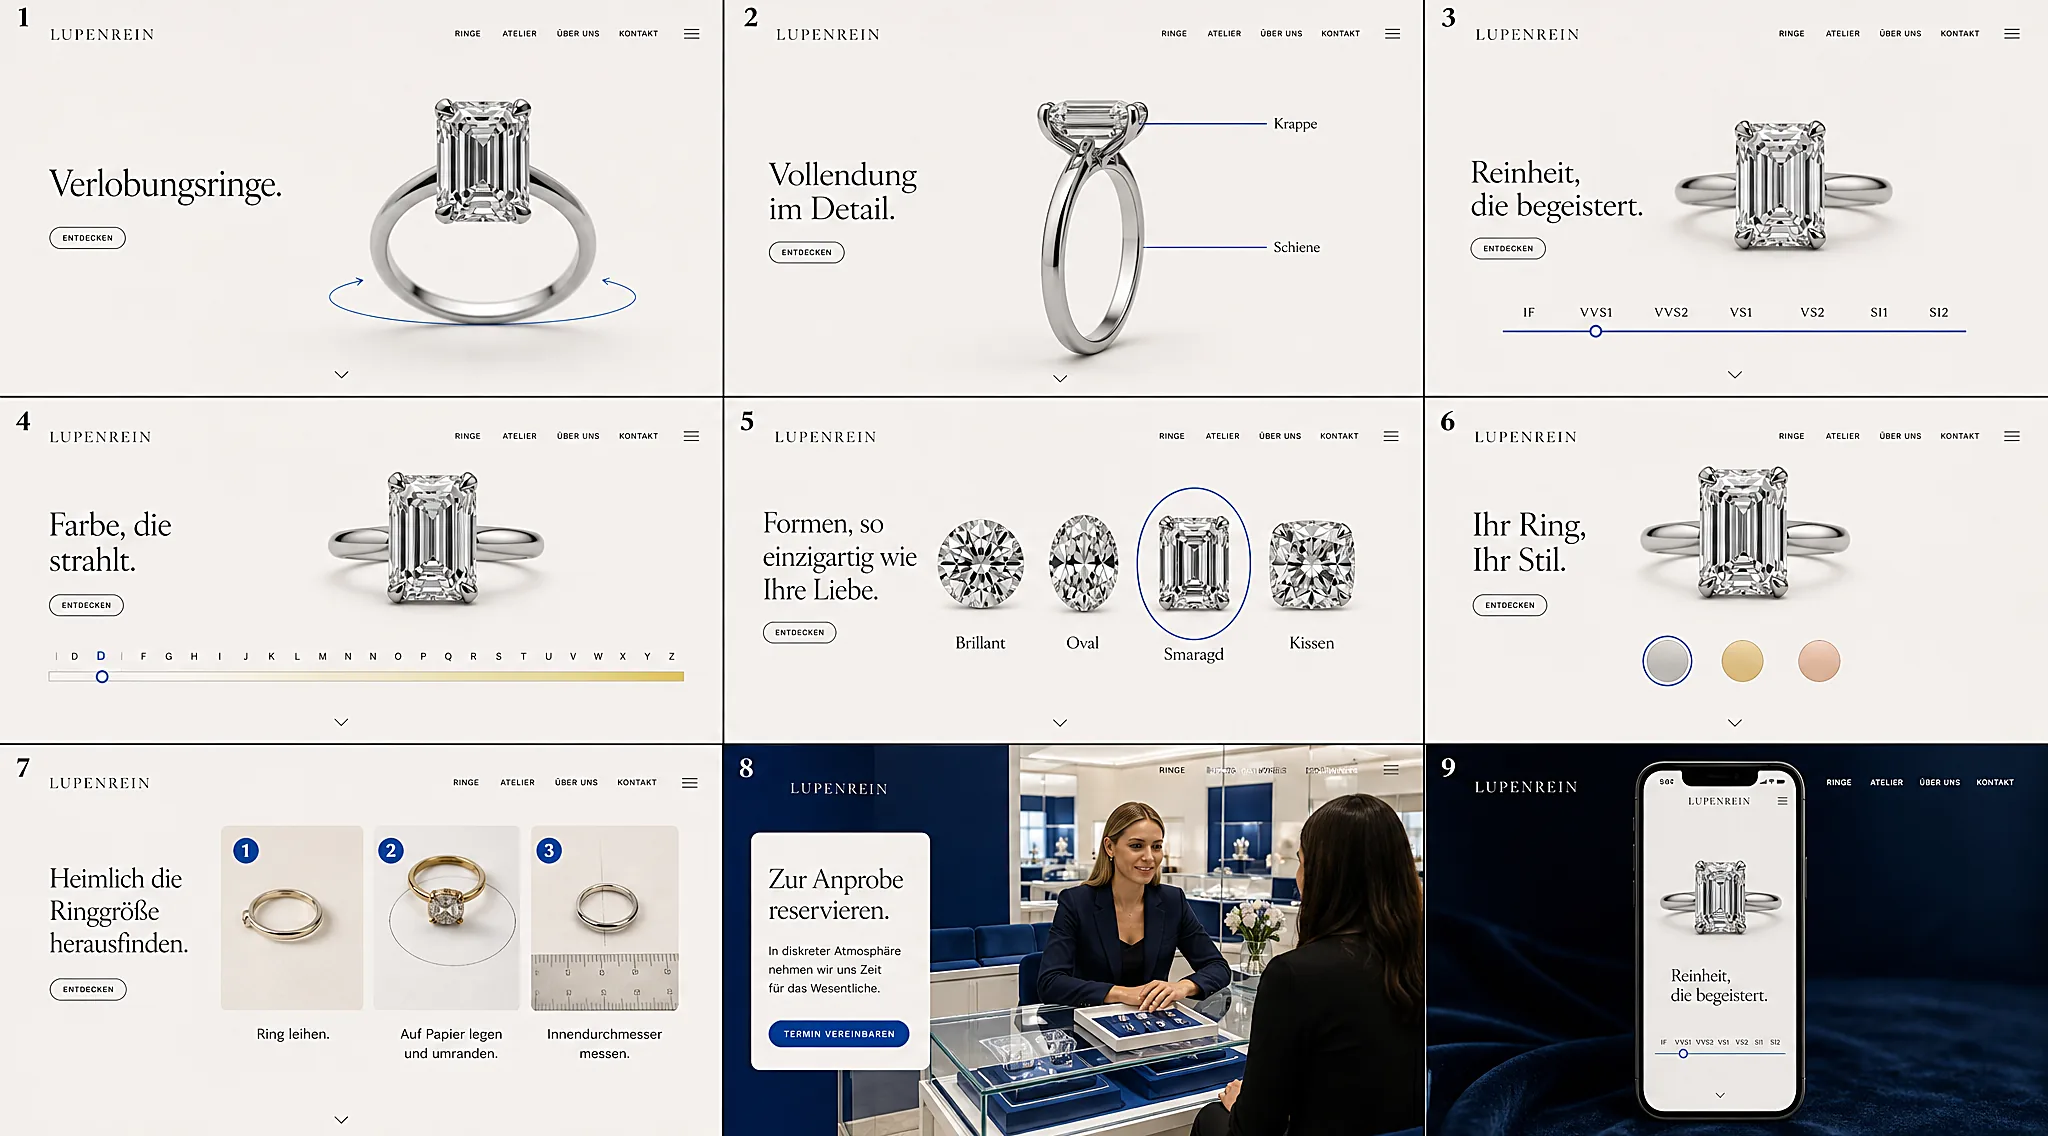 1
LUPENREIN
RINGE ATELIER ÜBER UNS KONTAKT
Verlobungsringe.
ENTDECKEN
2
LUPENREIN
RINGE ATELIER ÜBER UNS KONTAKT
Krappe
Vollendung
im Detail.
Schiene
ENTDECKEN
3
LUPENREIN
RINGE ATELIER ÜBER UNS KONTAKT
Reinheit,
die begeistert.
ENTDECKEN
IF VVS1 VVS2 VS1 VS2 SI1 SI2
4
LUPENREIN
RINGE ATELIER ÜBER UNS KONTAKT
Farbe, die
strahlt.
ENTDECKEN
D D F G H I J K L M N N O P Q R S T U V W X Y Z
5
LUPENREIN
RINGE ATELIER ÜBER UNS KONTAKT
Formen, so
einzigartig wie
Ihre Liebe.
ENTDECKEN
Brillant Oval Smaragd Kissen
6
LUPENREIN
RINGE ATELIER ÜBER UNS KONTAKT
Ihr Ring,
Ihr Stil.
ENTDECKEN
7
LUPENREIN
RINGE ATELIER ÜBER UNS KONTAKT
Heimlich die
Ringgröße
herausfinden.
ENTDECKEN
1
Ring leihen.
2
Auf Papier legen
und umranden.
3
Innendurchmesser
messen.
8
LUPENREIN
RINGE
Zur Anprobe
reservieren.
In diskreter Atmosphäre
nehmen wir uns Zeit
für das Wesentliche.
TERMIN VEREINBAREN
9
LUPENREIN
RINGE ATELIER ÜBER UNS KONTAKT
LUPENREIN
Reinheit,
die begeistert.
IF VVS1 VVS2 VS1 VS2 SI1 SI2